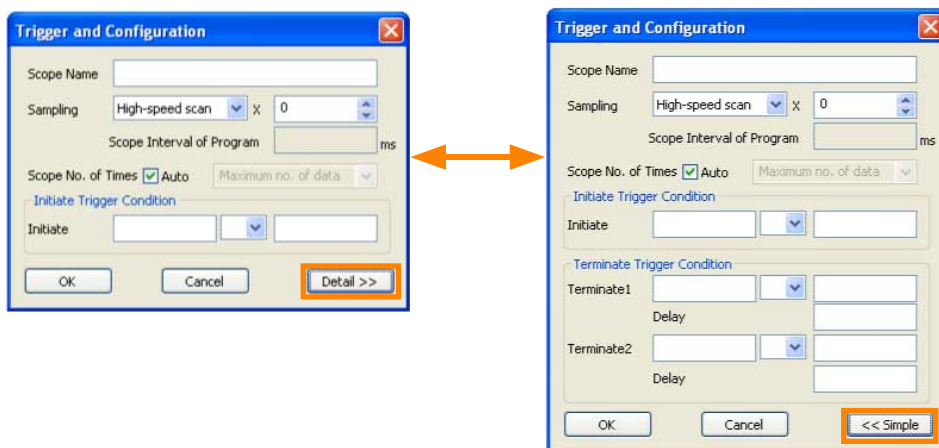 Trigger and Configuration
Scope Name
Sampling High-speed scan X 0
Scope Interval of Program ms
Scope No. of Times Auto Maximum no. of data
Initiate Trigger Condition
Initiate
OK Cancel Detail >>
Trigger and Configuration
Scope Name
Sampling High-speed scan X 0
Scope Interval of Program ms
Scope No. of Times Auto Maximum no. of data
Initiate Trigger Condition
Initiate
Terminate Trigger Condition
Terminate1
Delay
Terminate2
Delay
OK Cancel << Simple